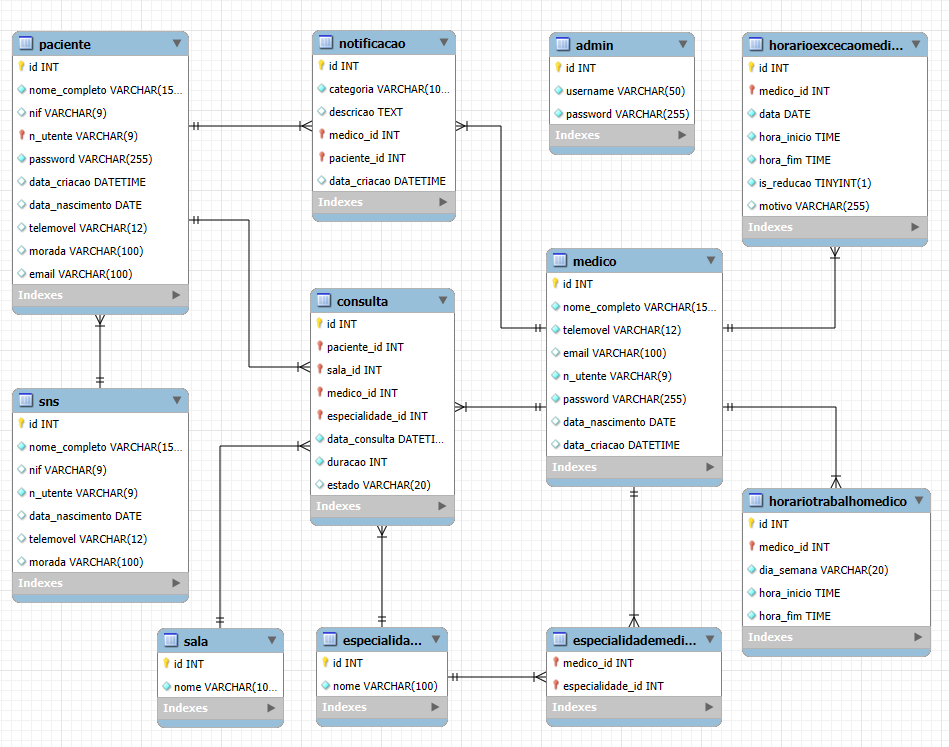 paciente
id INT
nome_completo VARCHAR(15...
nif VARCHAR(9)
n_utente VARCHAR(9)
password VARCHAR(255)
data_criacao DATETIME
data_nascimento DATE
telemovel VARCHAR(12)
morada VARCHAR(100)
email VARCHAR(100)
Indexes
notificacao
id INT
categoria VARCHAR(10...
descricao TEXT
medico_id INT
paciente_id INT
data_criacao DATETIME
Indexes
admin
id INT
username VARCHAR(50)
password VARCHAR(255)
Indexes
horarioexcecaomedi...
id INT
medico_id INT
data DATE
hora_inicio TIME
hora_fim TIME
is_reducao TINYINT(1)
motivo VARCHAR(255)
Indexes
medico
id INT
nome_completo VARCHAR(15...
telemovel VARCHAR(12)
email VARCHAR(100)
n_utente VARCHAR(9)
password VARCHAR(255)
data_nascimento DATE
data_criacao DATETIME
Indexes
consulta
id INT
paciente_id INT
sala_id INT
medico_id INT
especialidade_id INT
data_consulta DATETI...
duracao INT
estado VARCHAR(20)
Indexes
sns
id INT
nome_completo VARCHAR(15...
nif VARCHAR(9)
n_utente VARCHAR(9)
data_nascimento DATE
telemovel VARCHAR(12)
morada VARCHAR(100)
Indexes
horariotrabalhomedico
id INT
medico_id INT
dia_semana VARCHAR(20)
hora_inicio TIME
hora_fim TIME
Indexes
sala
id INT
nome VARCHAR(10...
Indexes
especialida...
id INT
nome VARCHAR(100)
Indexes
especialidademedi...
medico_id INT
especialidade_id INT
Indexes